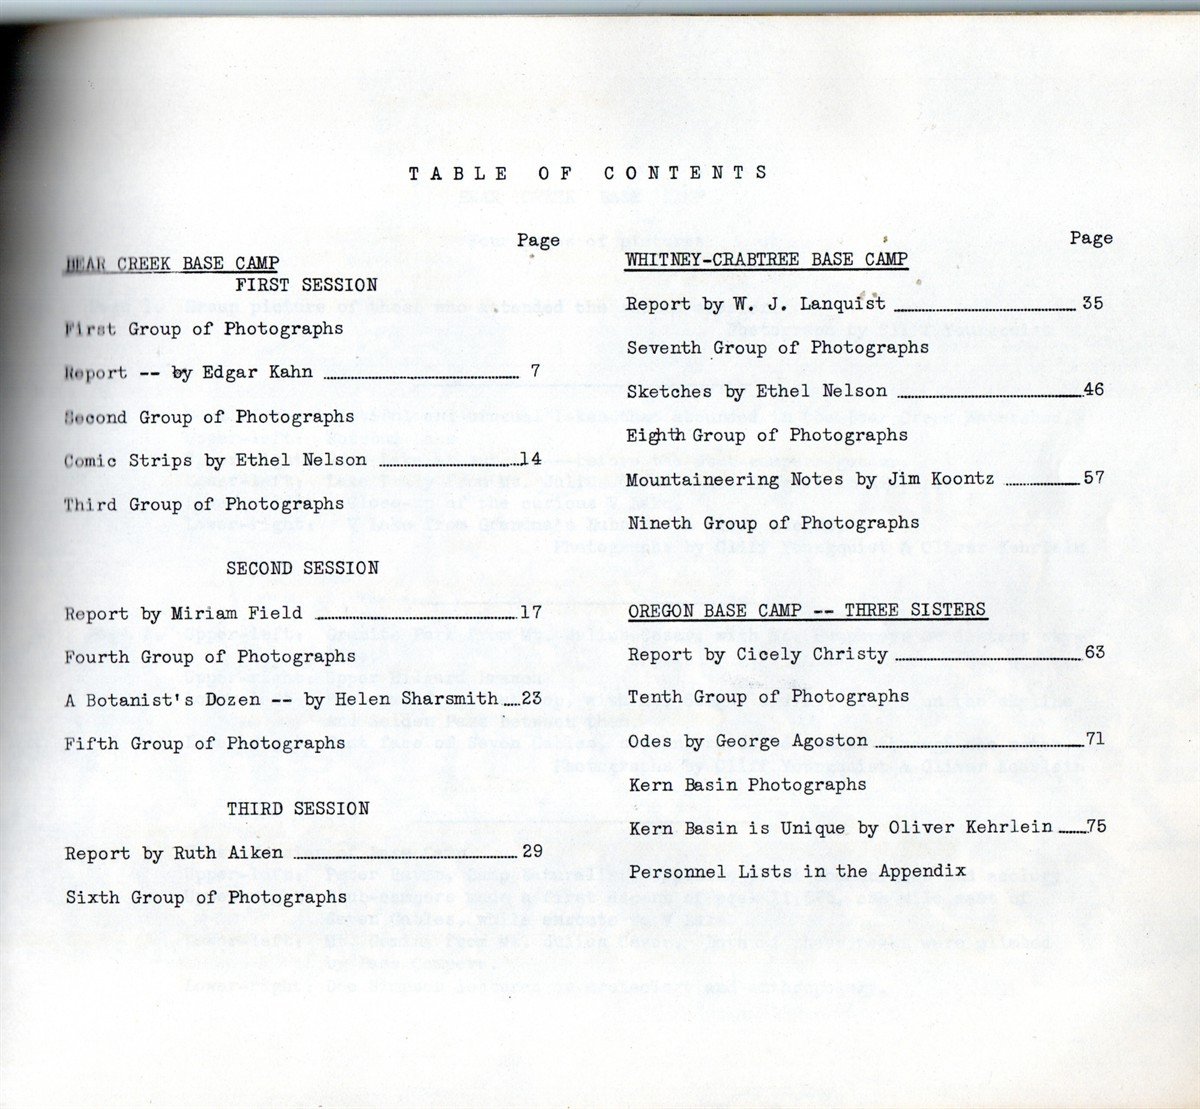 TABLE OF CONTENTS
Page
BEAR CREEK BASE CAMP
FIRST SESSION
First Group of Photographs
Report -- by Edgar Kahn 7
Second Group of Photographs
Comic Strips by Ethel Nelson 14
Third Group of Photographs
SECOND SESSION
Report by Miriam Field 17
Fourth Group of Photographs
A Botanist's Dozen -- by Helen Sharsmith 23
Fifth Group of Photographs
THIRD SESSION
Report by Ruth Aiken 29
Sixth Group of Photographs
Page
WHITNEY-CRABTREE BASE CAMP
Report by W. J. Lanquist 35
Seventh Group of Photographs
Sketches by Ethel Nelson 46
Eighth Group of Photographs
Mountaineering Notes by Jim Koontz 57
Nineth Group of Photographs
OREGON BASE CAMP -- THREE SISTERS
Report by Cicely Christy 63
Tenth Group of Photographs
Odes by George Agoston 71
Kern Basin Photographs
Kern Basin is Unique by Oliver Kehrlein 75
Personnel Lists in the Appendix